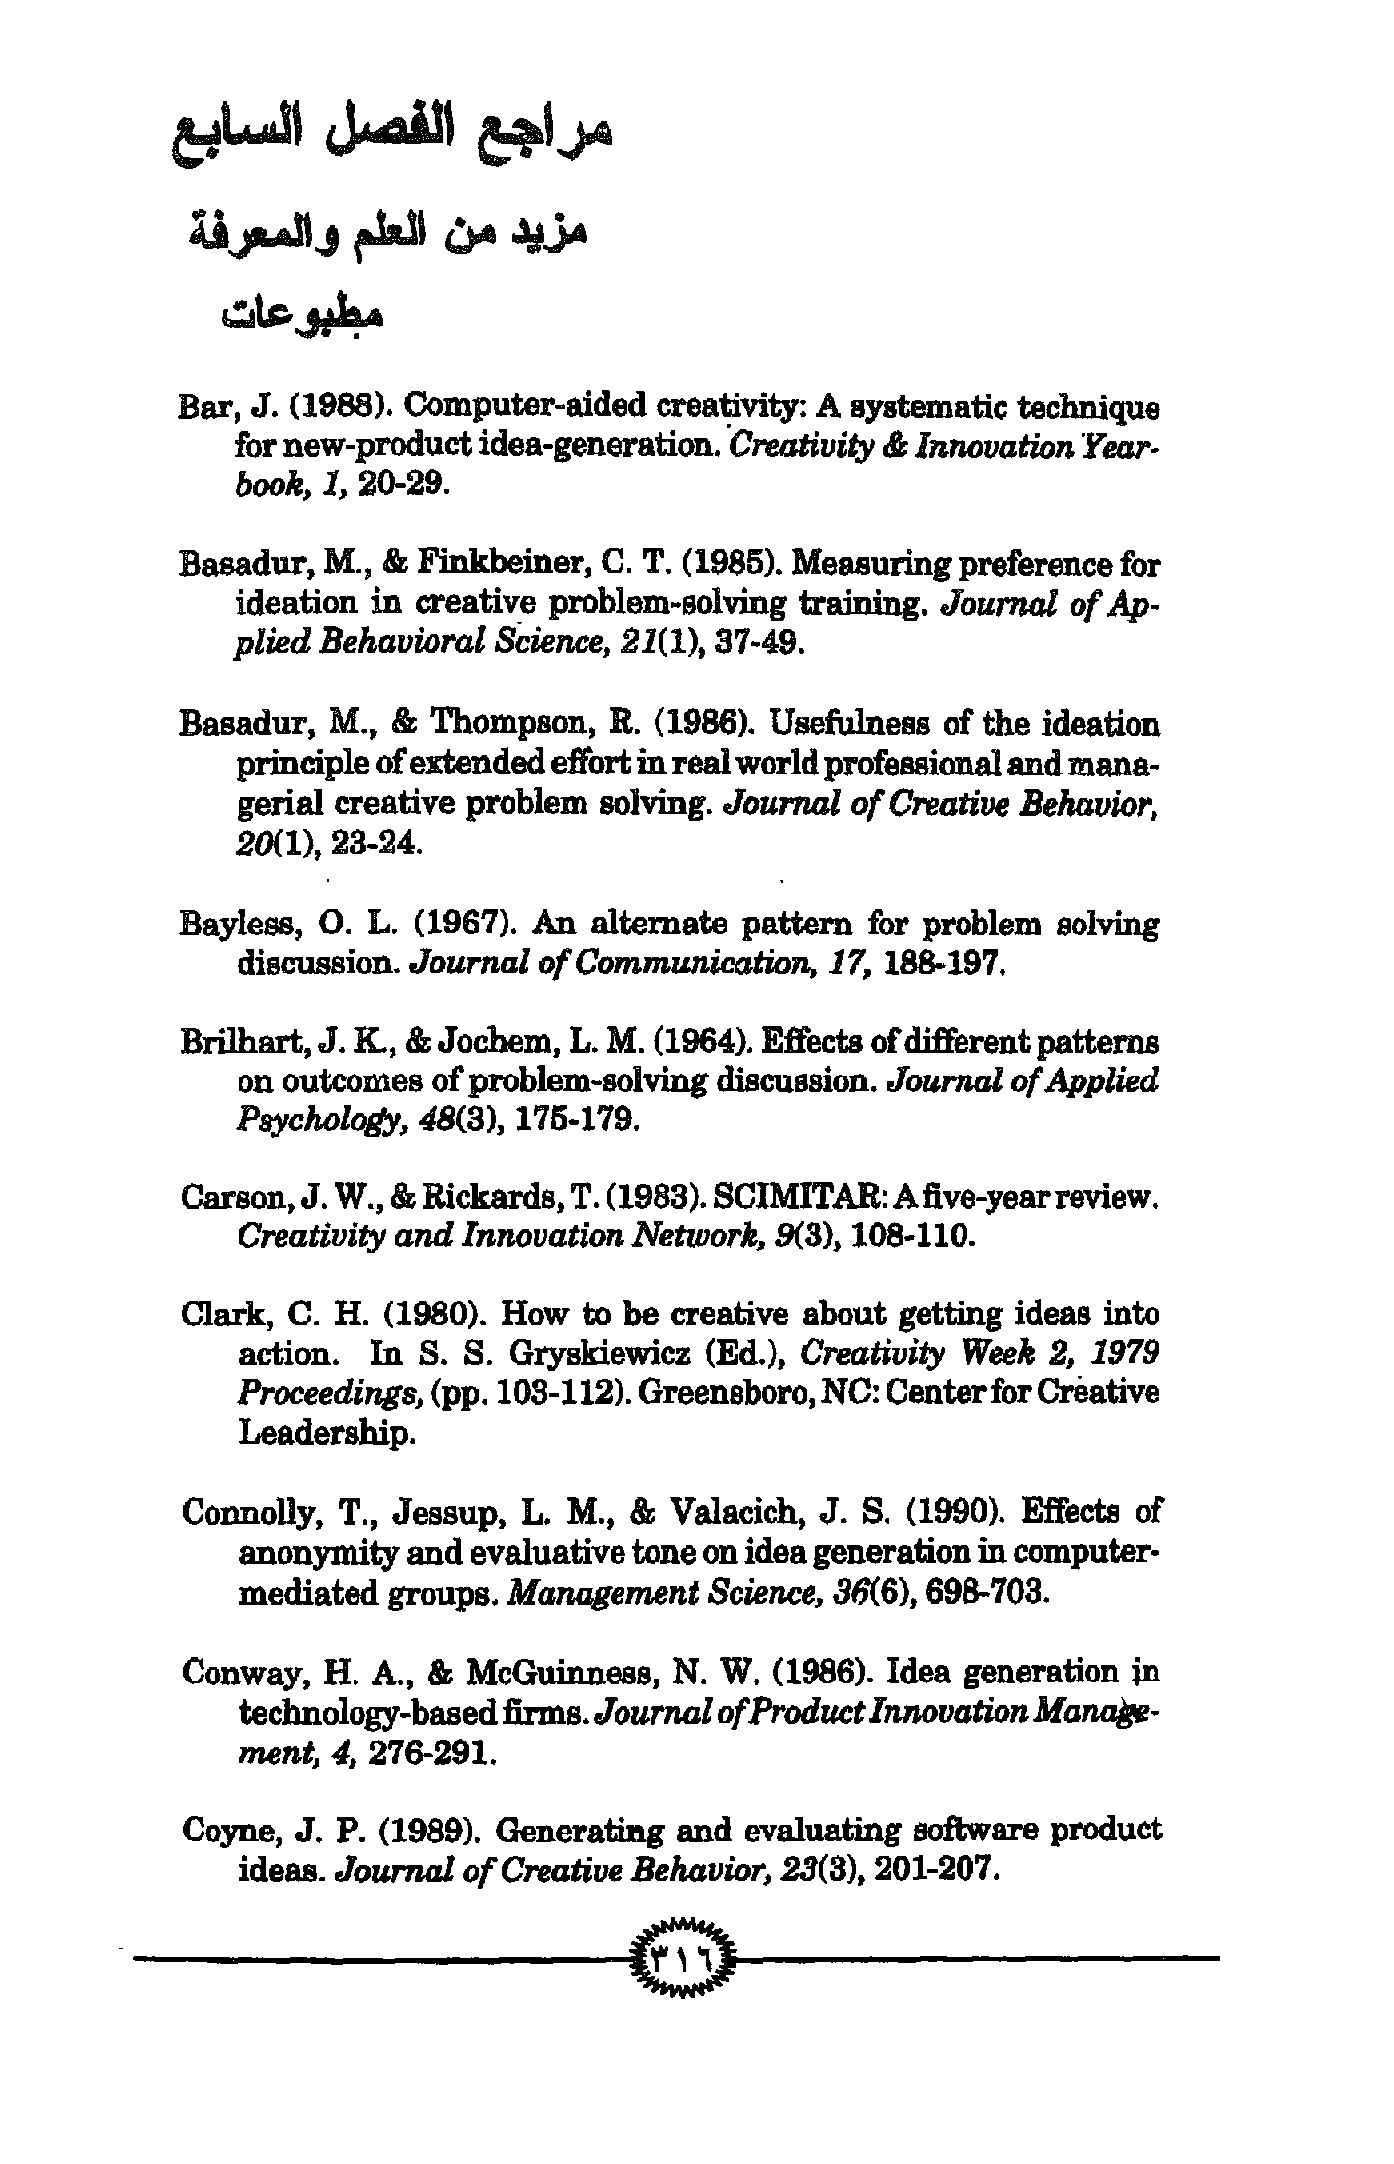 مراجع الفصل السابع
مزيد من العلم والمعرفة
مطبوعات
Bar, J. (1988). Computer-aided creativity: A systematic technique
for new-product idea-generation. Creativity & Innovation Year-
book, 1, 20-29.
Basadur, M., & Finkbeiner, C. T. (1985). Measuring preference for
ideation in creative problem-solving training. Journal of Ap-
plied Behavioral Science, 21(1), 37-49.
Basadur, M., & Thompson, R. (1986). Usefulness of the ideation
principle of extended effort in real world professional and mana-
gerial creative problem solving. Journal of Creative Behavior,
20(1), 23-24.
Bayless, O. L. (1967). An alternate pattern for problem solving
discussion. Journal of Communication, 17, 188-197.
Brilhart, J. K., & Jochem, L. M. (1964). Effects of different patterns
on outcomes of problem-solving discussion. Journal of Applied
Psychology, 48(3), 175-179.
Carson, J. W., & Rickards, T. (1983). SCIMITAR: A five-year review.
Creativity and Innovation Network, 9(3), 108-110.
Clark, C. H. (1980). How to be creative about getting ideas into
action. In S. S. Gryskiewicz (Ed.), Creativity Week 2, 1979
Proceedings, (pp. 103-112). Greensboro, NC: Center for Creative
Leadership.
Connolly, T., Jessup, L. M., & Valacich, J. S. (1990). Effects of
anonymity and evaluative tone on idea generation in computer-
mediated groups. Management Science, 36(6), 698-703.
Conway, H. A., & McGuinness, N. W. (1986). Idea generation in
technology-based firms. Journal of Product Innovation Manage-
ment, 4, 276-291.
Coyne, J. P. (1989). Generating and evaluating software product
ideas. Journal of Creative Behavior, 23(3), 201-207.
٣١٦